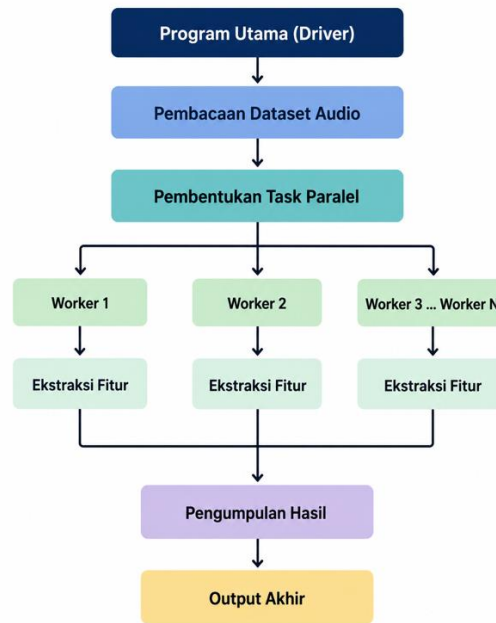 Program Utama (Driver)
Pembacaan Dataset Audio
Pembentukan Task Paralel
Worker 1
Worker 2
Worker 3 ... Worker N
Ekstraksi Fitur
Ekstraksi Fitur
Ekstraksi Fitur
Pengumpulan Hasil
Output Akhir